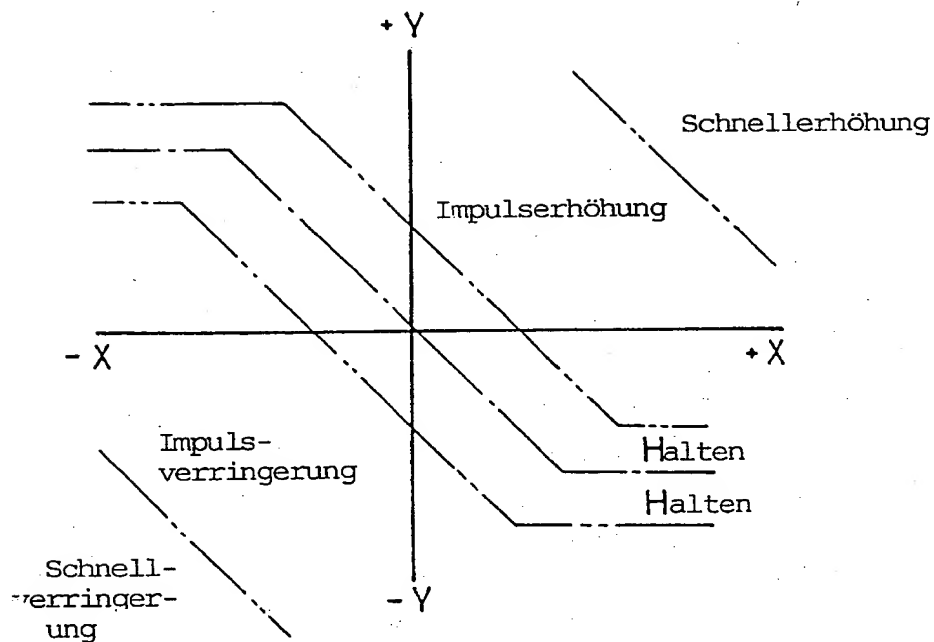 + Y
Schnellerhöhung
Impulserhöhung
- X
+ X
Impuls-
verringerung
Halten
Halten
Schnell-
verringer-
ung
- Y